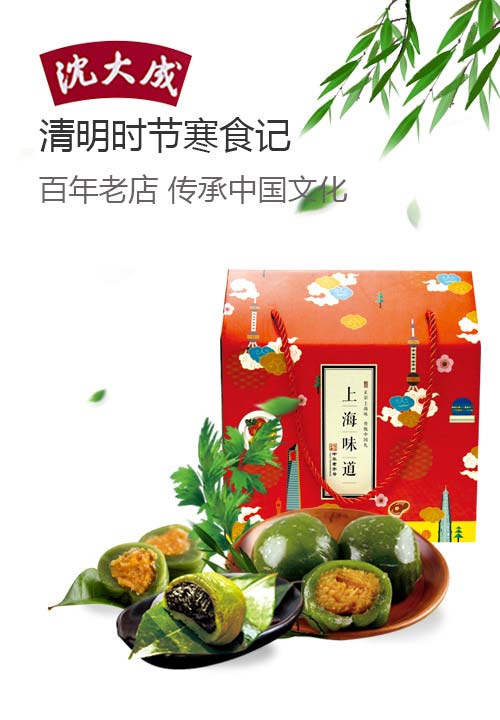 沈大成
清明时节寒食记
百年老店 传承中国文化
上海味道